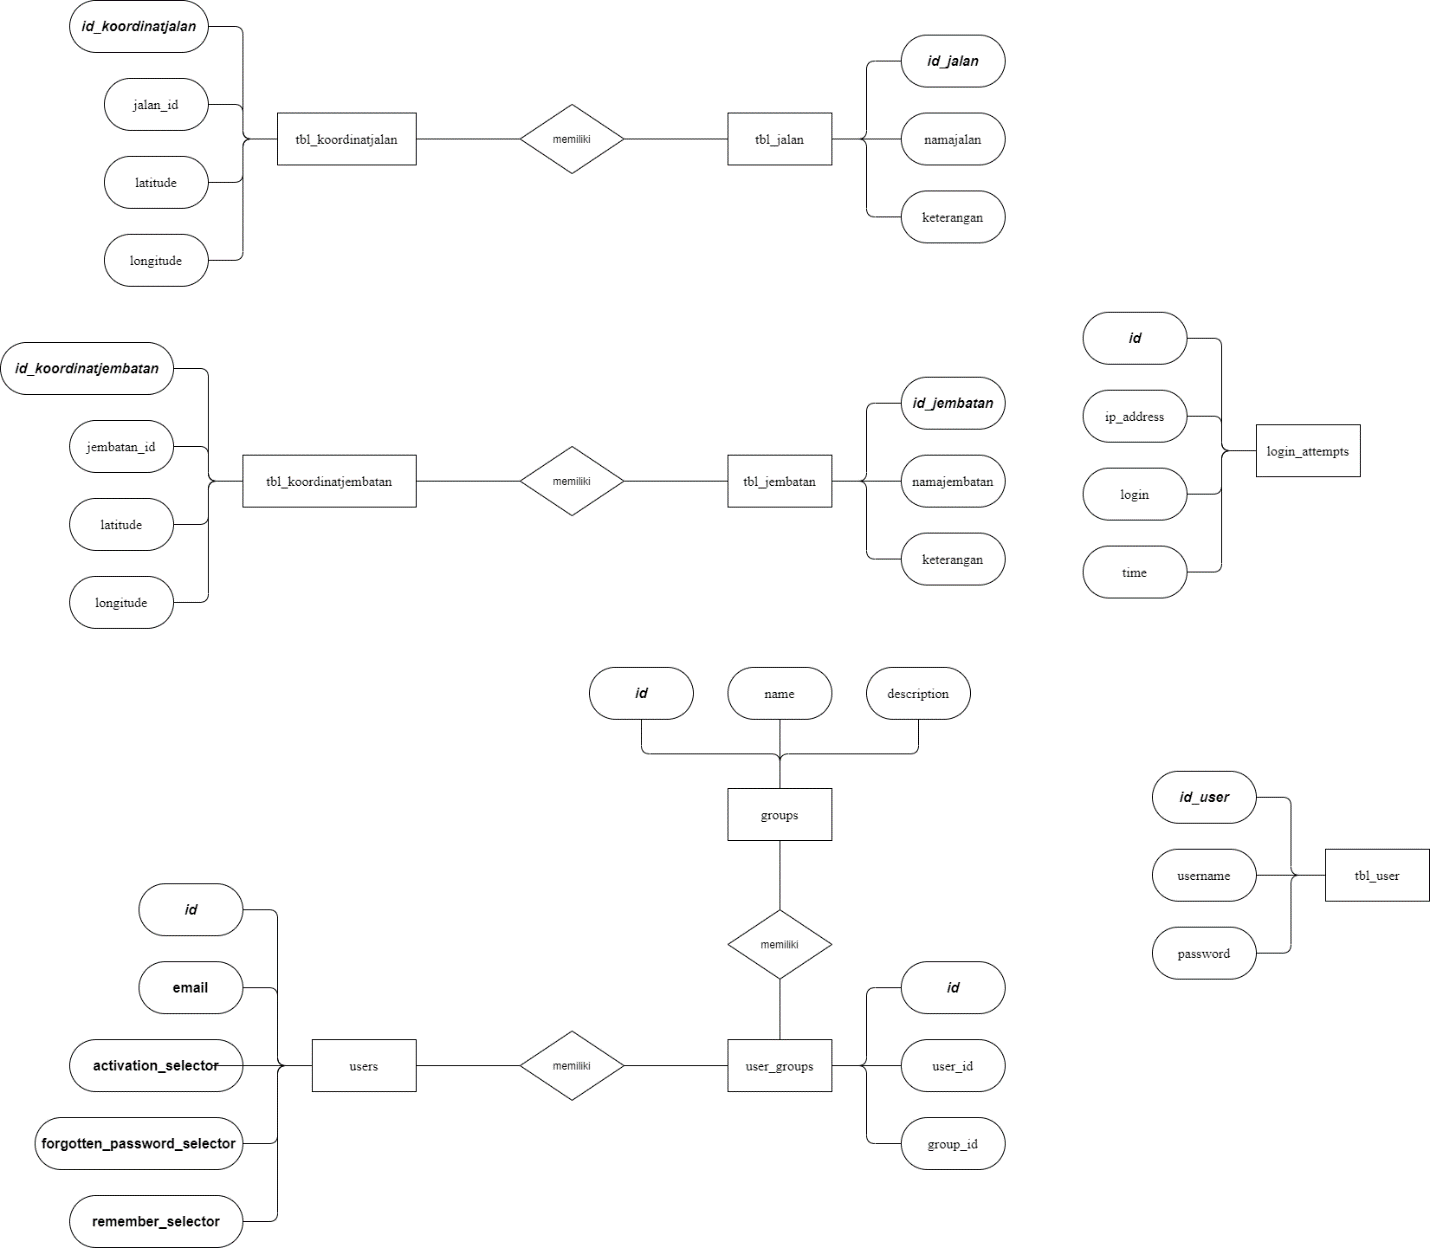 id_koordinatjalan
jalan_id
latitude
longitude
tbl_koordinatjalan
memiliki
tbl_jalan
id_jalan
namajalan
keterangan
id_koordinatjembatan
jembatan_id
latitude
longitude
tbl_koordinatjembatan
memiliki
tbl_jembatan
id_jembatan
namajembatan
keterangan
id
ip_address
login
time
login_attempts
id
name
description
groups
memiliki
id
email
activation_selector
forgotten_password_selector
remember_selector
users
memiliki
user_groups
id
user_id
group_id
id_user
username
password
tbl_user